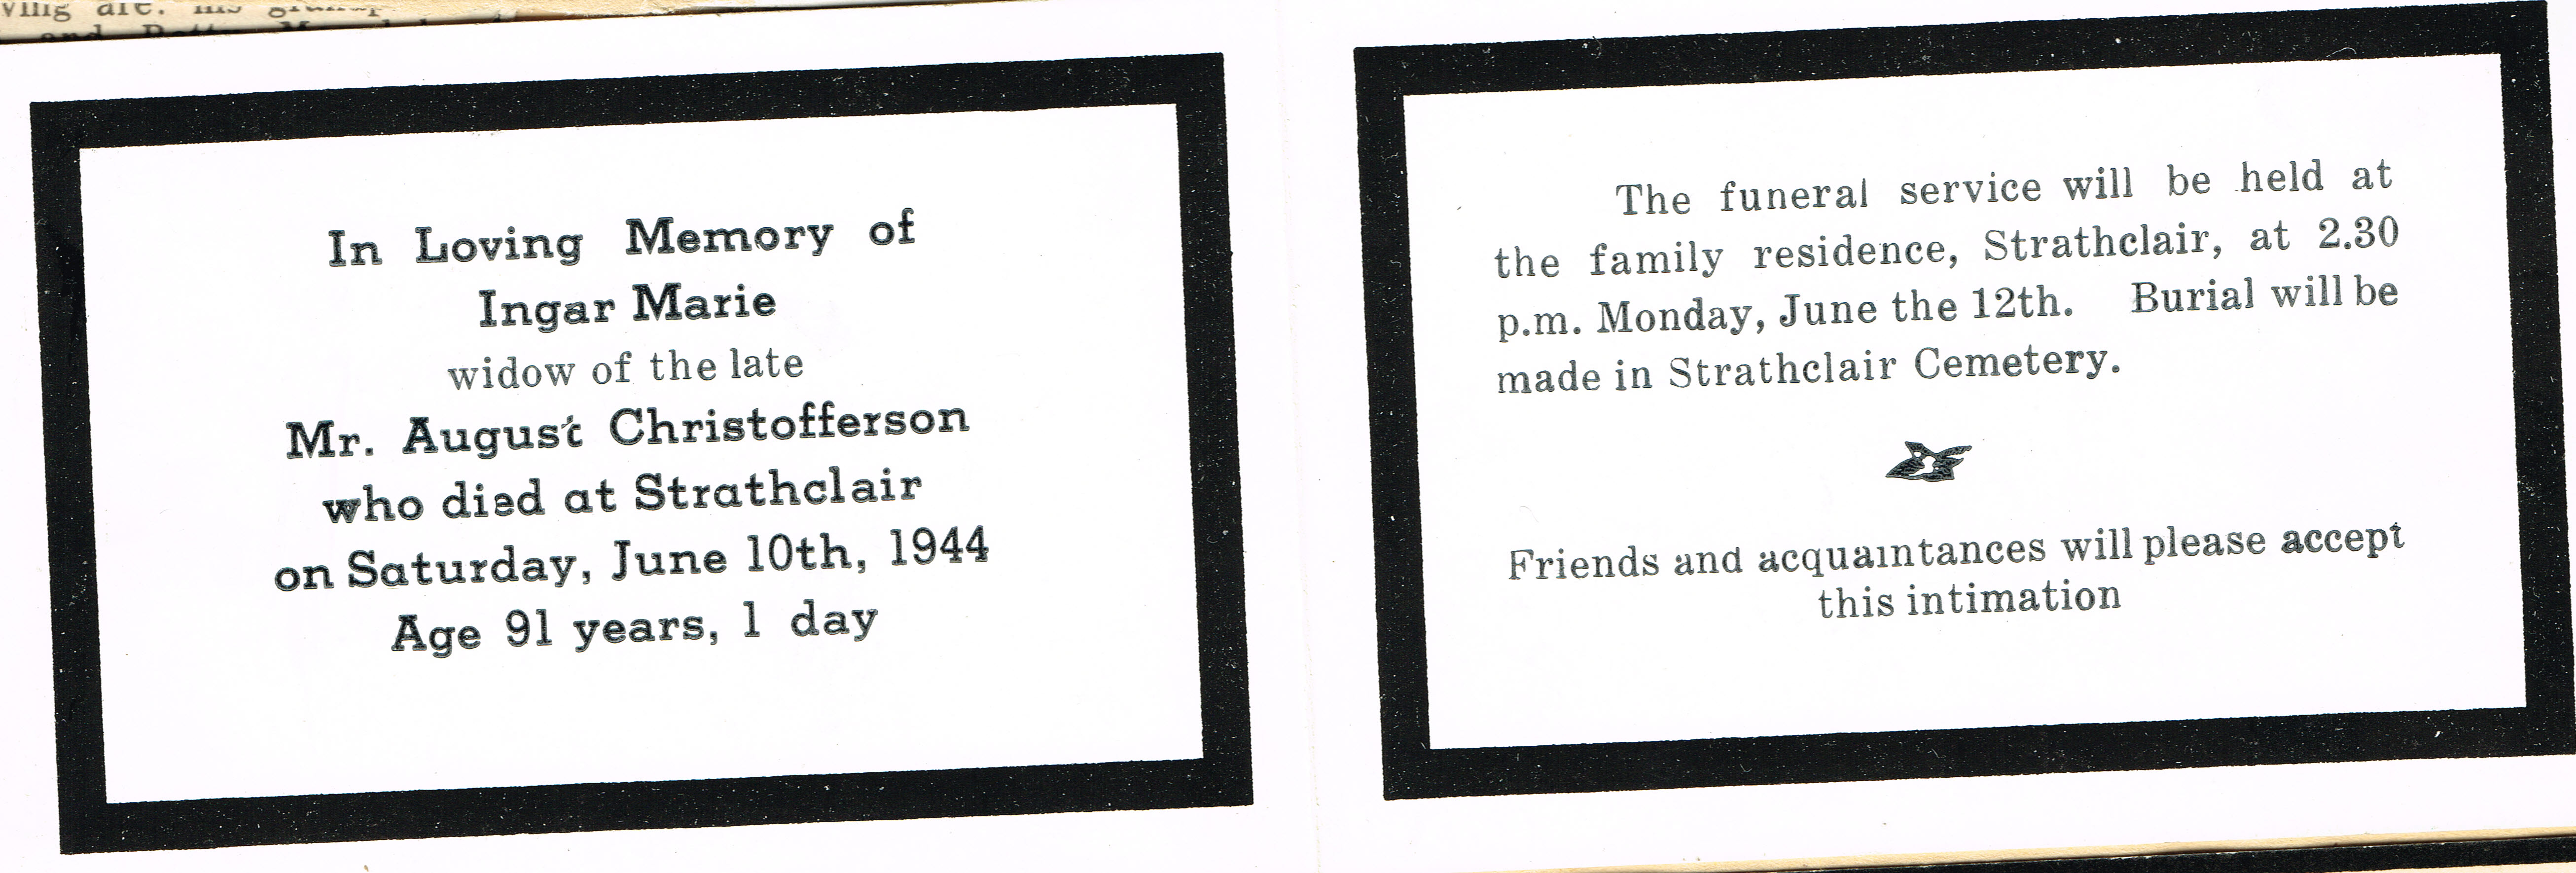 In Loving Memory of
Ingar Marie
widow of the late
Mr. August Christofferson
who died at Strathclair
on Saturday, June 10th, 1944
Age 91 years, 1 day
The funeral service will be held at
the family residence, Strathclair, at 2.30
p.m. Monday, June the 12th. Burial will be
made in Strathclair Cemetery.
Friends and acquaintances will please accept
this intimation